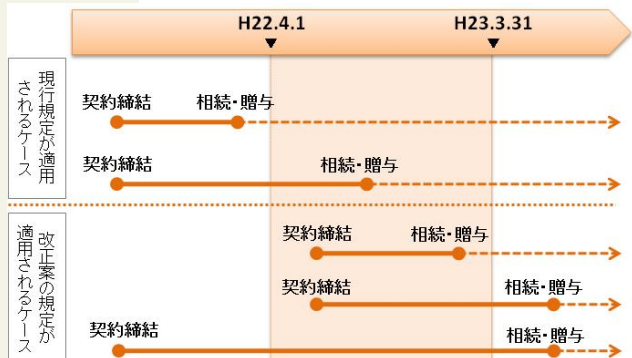 H22.4.1
H23.3.31
現行規定が適用
されるケース
契約締結
相続・贈与
契約締結
相続・贈与
改正案の規定が
適用されるケース
契約締結
相続・贈与
契約締結
相続・贈与
契約締結
相続・贈与